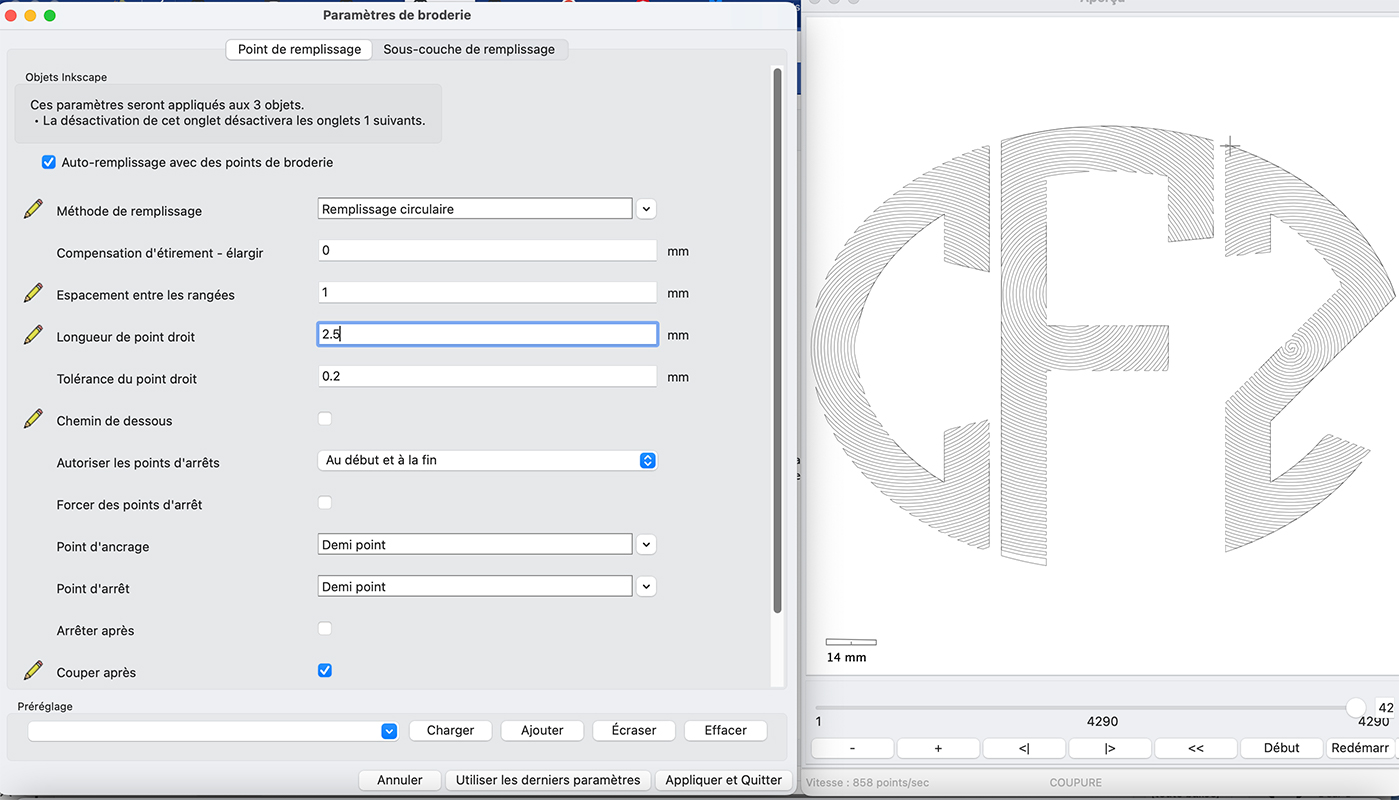 Paramètres de broderie
Aperçu
Point de remplissage Sous-couche de remplissage
Objets Inkscape
Ces paramètres seront appliqués aux 3 objets.
• La désactivation de cet onglet désactivera les onglets 1 suivants.
Auto-remplissage avec des points de broderie
Méthode de remplissage Remplissage circulaire
Compensation d'étirement - élargir 0 mm
Espacement entre les rangées 1 mm
Longueur de point droit 2.5 mm
Tolérance du point droit 0.2 mm
Chemin de dessous
Autoriser les points d'arrêts Au début et à la fin
Forcer des points d'arrêt
Point d'ancrage Demi point
Point d'arrêt Demi point
Arrêter après
Couper après
Préréglage
Charger Ajouter Écraser Effacer
Annuler Utiliser les derniers paramètres Appliquer et Quitter
CF2
14 mm
42
1 4290 4290
- + <| |> << Début Redémarr
Vitesse : 858 points/sec COUPURE